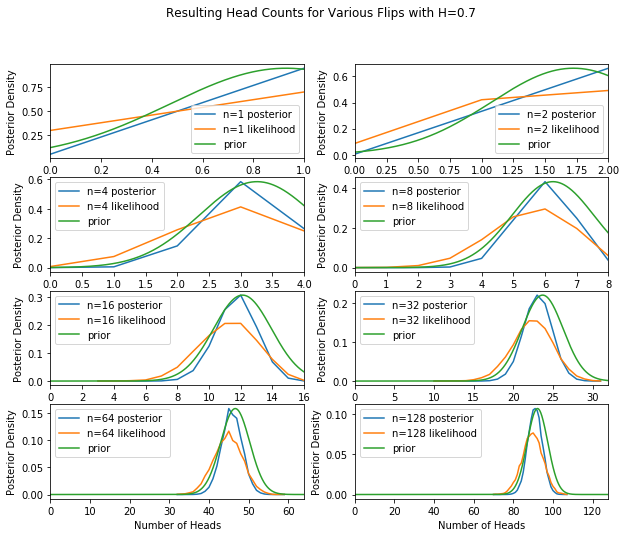 Resulting Head Counts for Various Flips with H=0.7
Posterior Density
0.75
0.50
0.25
n=1 posterior
n=1 likelihood
prior
0.0 0.2 0.4 0.6 0.8 1.0
Posterior Density
0.6
0.4
0.2
0.0
n=2 posterior
n=2 likelihood
prior
0.00 0.25 0.50 0.75 1.00 1.25 1.50 1.75 2.00
Posterior Density
0.6
0.4
0.2
0.0
n=4 posterior
n=4 likelihood
prior
0.0 0.5 1.0 1.5 2.0 2.5 3.0 3.5 4.0
Posterior Density
0.4
0.2
0.0
n=8 posterior
n=8 likelihood
prior
0 1 2 3 4 5 6 7 8
Posterior Density
0.3
0.2
0.1
0.0
n=16 posterior
n=16 likelihood
prior
0 2 4 6 8 10 12 14 16
Posterior Density
0.2
0.1
0.0
n=32 posterior
n=32 likelihood
prior
0 5 10 15 20 25 30
Posterior Density
0.15
0.10
0.05
0.00
n=64 posterior
n=64 likelihood
prior
0 10 20 30 40 50 60
Number of Heads
Posterior Density
0.10
0.05
0.00
n=128 posterior
n=128 likelihood
prior
0 20 40 60 80 100 120
Number of Heads